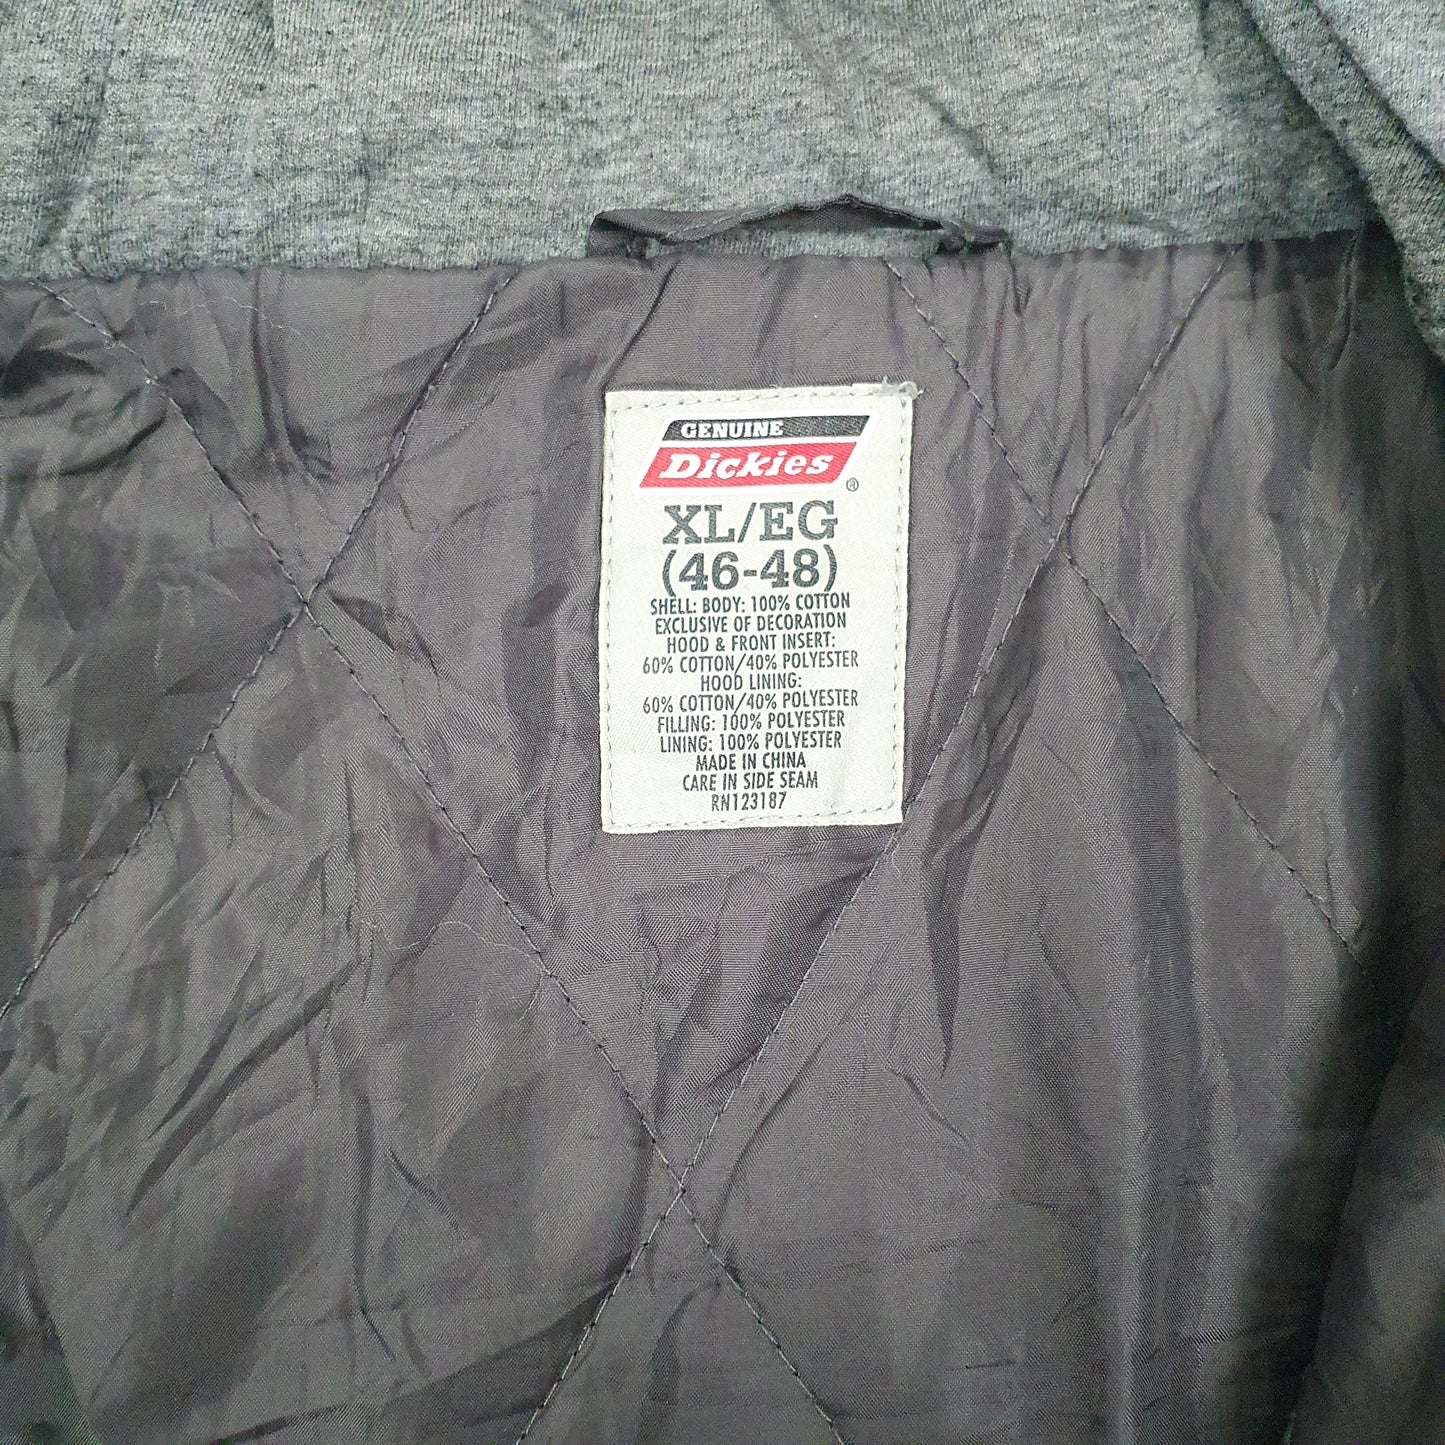 GENUINE
Dickies
®
XL/EG
(46-48)
SHELL: BODY: 100% COTTON
EXCLUSIVE OF DECORATION
HOOD & FRONT INSERT:
60% COTTON/40% POLYESTER
HOOD LINING:
60% COTTON/40% POLYESTER
FILLING: 100% POLYESTER
LINING: 100% POLYESTER
MADE IN CHINA
CARE IN SIDE SEAM
RN123187